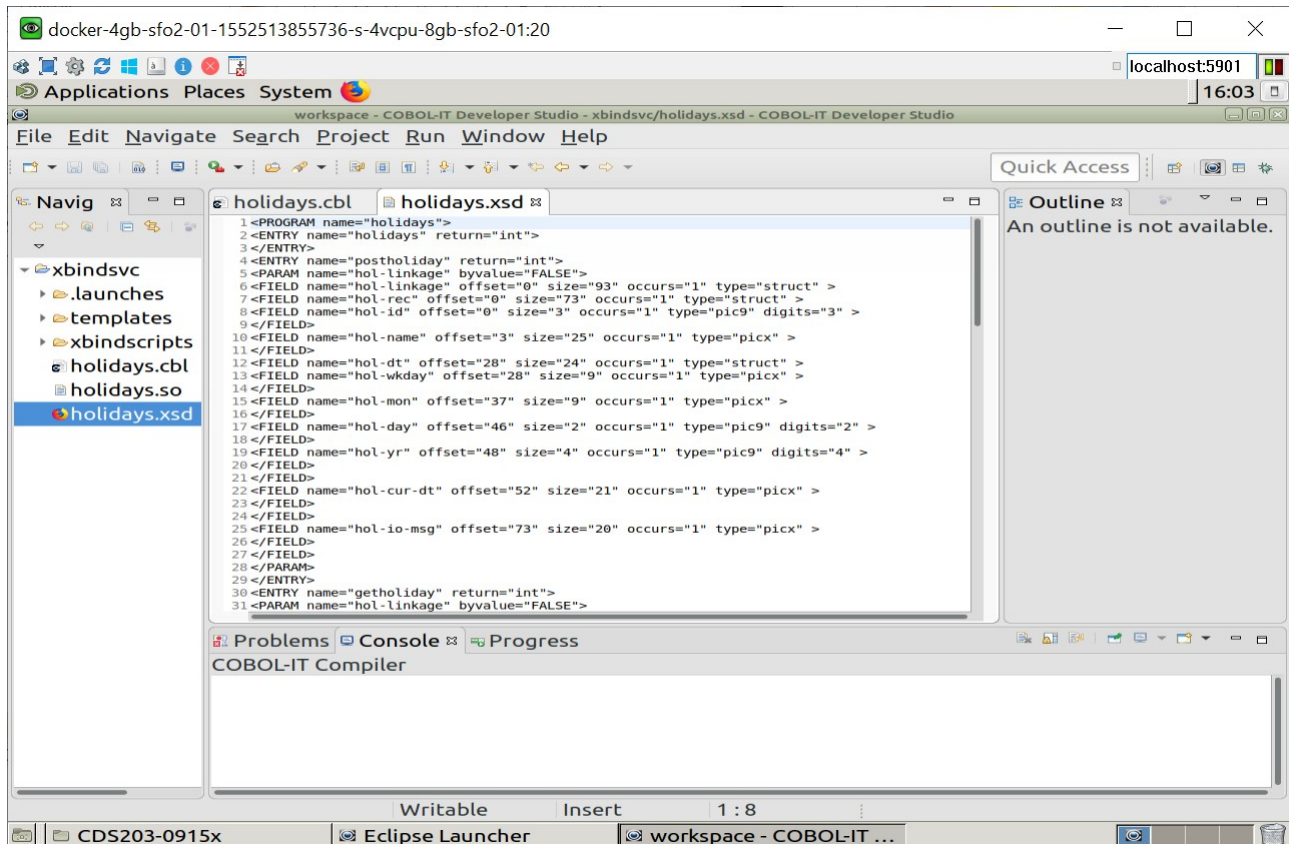 docker-4gb-sfo2-01-1552513855736-s-4vcpu-8gb-sfo2-01:20
localhost:5901
Applications Places System
16:03
workspace - COBOL-IT Developer Studio - xbindsvc/holidays.xsd - COBOL-IT Developer Studio
File Edit Navigate Search Project Run Window Help
Quick Access
Navig
xbindsvc
.launches
templates
xbindscripts
holidays.cbl
holidays.so
holidays.xsd
holidays.cbl holidays.xsd
1 <PROGRAM name="holidays">
2 <ENTRY name="holidays" return="int">
3 </ENTRY>
4 <ENTRY name="postholiday" return="int">
5 <PARAM name="hol-linkage" byvalue="FALSE">
6 <FIELD name="hol-linkage" offset="0" size="93" occurs="1" type="struct" >
7 <FIELD name="hol-rec" offset="0" size="73" occurs="1" type="struct" >
8 <FIELD name="hol-id" offset="0" size="3" occurs="1" type="pic9" digits="3" >
9 </FIELD>
10 <FIELD name="hol-name" offset="3" size="25" occurs="1" type="picx" >
11 </FIELD>
12 <FIELD name="hol-dt" offset="28" size="24" occurs="1" type="struct" >
13 <FIELD name="hol-wkday" offset="28" size="9" occurs="1" type="picx" >
14 </FIELD>
15 <FIELD name="hol-mon" offset="37" size="9" occurs="1" type="picx" >
16 </FIELD>
17 <FIELD name="hol-day" offset="46" size="2" occurs="1" type="pic9" digits="2" >
18 </FIELD>
19 <FIELD name="hol-yr" offset="48" size="4" occurs="1" type="pic9" digits="4" >
20 </FIELD>
21 </FIELD>
22 <FIELD name="hol-cur-dt" offset="52" size="21" occurs="1" type="picx" >
23 </FIELD>
24 </FIELD>
25 <FIELD name="hol-io-msg" offset="73" size="20" occurs="1" type="picx" >
26 </FIELD>
27 </FIELD>
28 </PARAM>
29 </ENTRY>
30 <ENTRY name="getholiday" return="int">
31 <PARAM name="hol-linkage" byvalue="FALSE">
Outline
An outline is not available.
Problems Console Progress
COBOL-IT Compiler
Writable Insert 1 : 8
CDS203-0915x Eclipse Launcher workspace - COBOL-IT ...